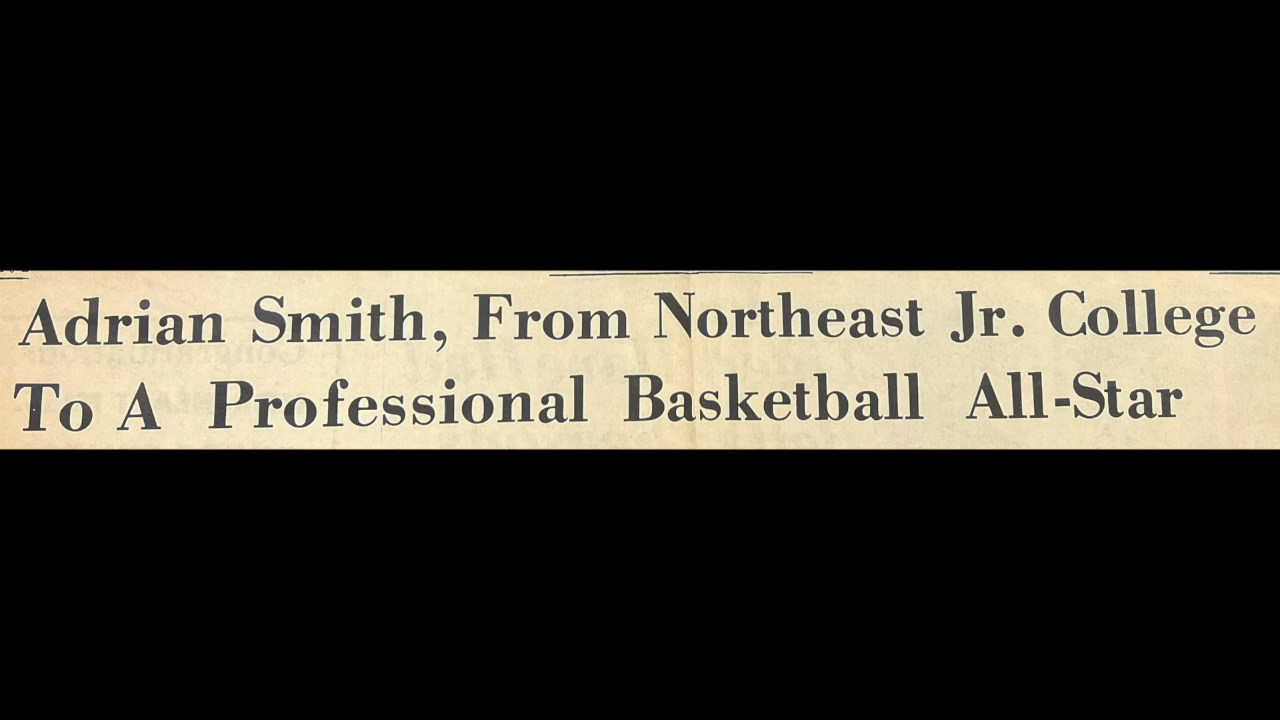 Adrian Smith, From Northeast Jr. College
To A Professional Basketball All-Star